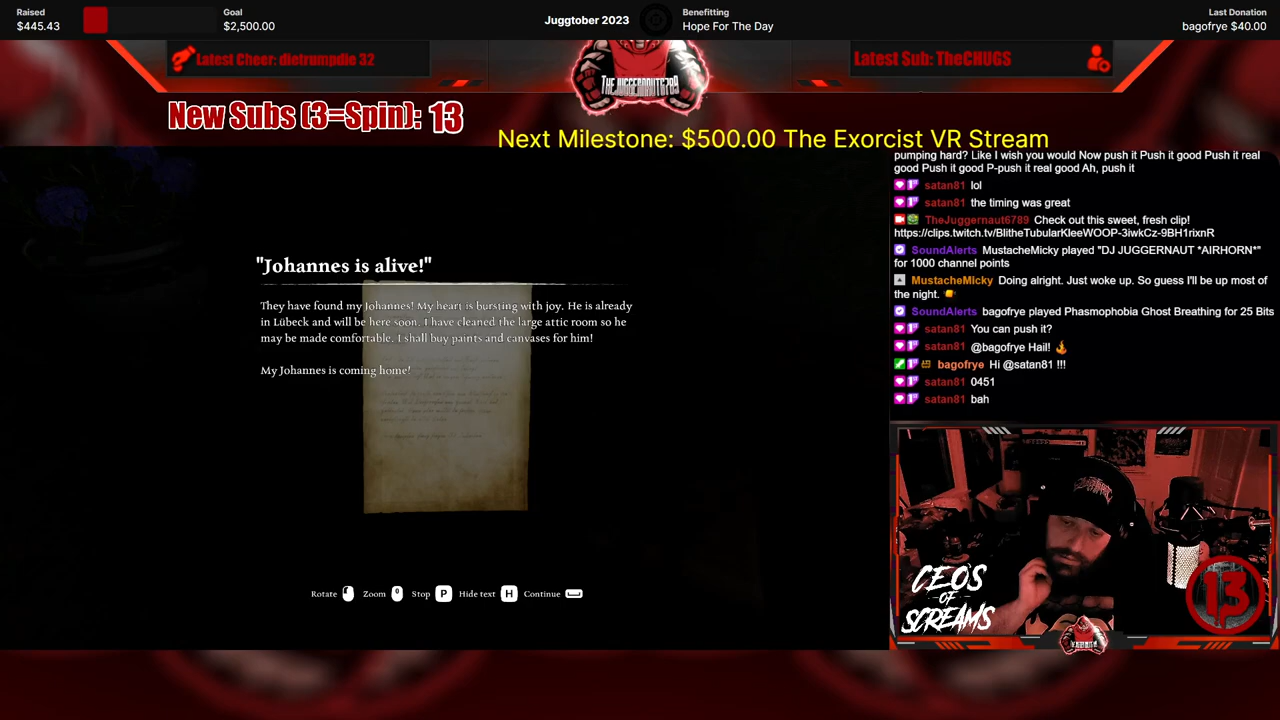 Raised
$445.43
Goal
$2,500.00
Juggtober 2023
Benefitting
Hope For The Day
Last Donation
bagofrye $40.00
Latest Cheer: dietrumpdie 32
THEJUGGERNAUT6789
Latest Sub: TheCHUGS
New Subs (3=Spin): 13
Next Milestone: $500.00 The Exorcist VR Stream
pumping hard? Like I wish you would Now push it Push it good Push it real
good Push it good P-push it real good Ah, push it
satan81 lol
satan81 the timing was great
TheJuggernaut6789 Check out this sweet, fresh clip!
https://clips.twitch.tv/BlitheTubularKleeWOOP-3iwkCz-9BH1rixnR
SoundAlerts MustacheMicky played "DJ JUGGERNAUT *AIRHORN*"
for 1000 channel points
MustacheMicky Doing alright. Just woke up. So guess I'll be up most of
the night.
SoundAlerts bagofrye played Phasmophobia Ghost Breathing for 25 Bits
satan81 You can push it?
satan81 @bagofrye Hail!
bagofrye Hi @satan81 !!!
satan81 0451
satan81 bah
"Johannes is alive!"
They have found my Johannes! My heart is bursting with joy. He is already
in Lübeck and will be here soon. I have cleaned the large attic room so he
may be made comfortable. I shall buy paints and canvases for him!
My Johannes is coming home!
Rotate Zoom Stop P Hide text H Continue
CEOS
OF
SCREAMS
13